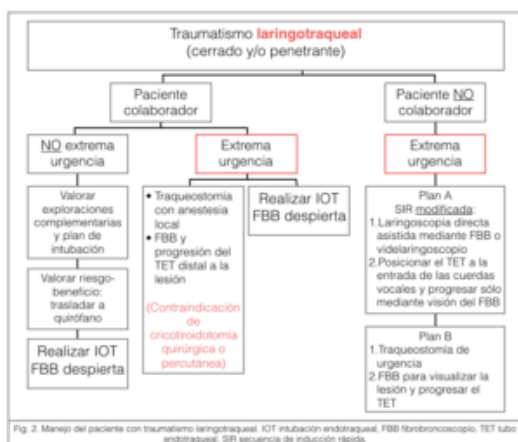 Traumatismo laringotraqueal
(cerrado y/o penetrante)
Paciente
colaborador
NO extrema
urgencia
Valorar
exploraciones
complementarias
y plan de
intubación
Valorar riesgo-
beneficio:
trasladar a
quirófano
Realizar IOT
FBB despierta
Extrema
urgencia
• Traqueostomía
con anestesia
local
• FBB y
progresión del
TET distal a la
lesión
(Contraindicación
de
cricotiroidotomía
quirúrgica o
percutánea)
Realizar IOT
FBB despierta
Paciente NO
colaborador
Extrema
urgencia
Plan A
SIR modificada:
1.Laringoscopia directa
asistida mediante FBB o
videlaringoscopio
2.Posicionar el TET a la
entrada de las cuerdas
vocales y progresar sólo
mediante visión del FBB
Plan B
1.Traqueostomía de
urgencia
2.FBB para visualizar la
lesión y progresar el
TET
Fig. 2. Manejo del paciente con traumatismo laringotraqueal. IOT intubación endotraqueal, FBB fibrobroncoscopio, TET tubo
endotraqueal, SIR secuencia de inducción rápida.